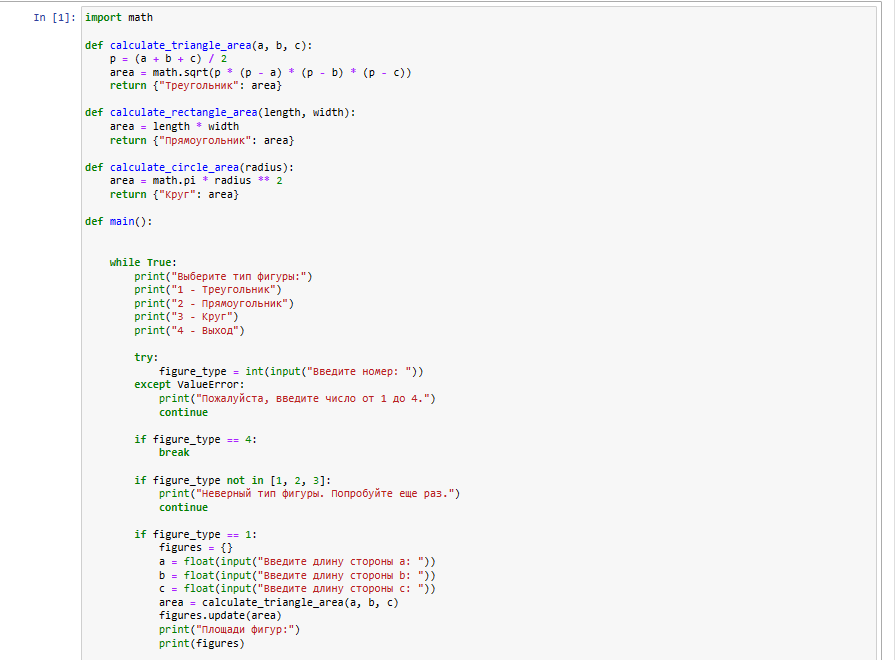 In [1]: import math
def calculate_triangle_area(a, b, c):
    p = (a + b + c) / 2
    area = math.sqrt(p * (p - a) * (p - b) * (p - c))
    return {"Треугольник": area}
def calculate_rectangle_area(length, width):
    area = length * width
    return {"Прямоугольник": area}
def calculate_circle_area(radius):
    area = math.pi * radius ** 2
    return {"Круг": area}
def main():
    while True:
        print("Выберите тип фигуры:")
        print("1 - Треугольник")
        print("2 - Прямоугольник")
        print("3 - Круг")
        print("4 - Выход")
        try:
            figure_type = int(input("Введите номер: "))
        except ValueError:
            print("Пожалуйста, введите число от 1 до 4.")
            continue
        if figure_type == 4:
            break
        if figure_type not in [1, 2, 3]:
            print("Неверный тип фигуры. Попробуйте еще раз.")
            continue
        if figure_type == 1:
            figures = {}
            a = float(input("Введите длину стороны a: "))
            b = float(input("Введите длину стороны b: "))
            c = float(input("Введите длину стороны c: "))
            area = calculate_triangle_area(a, b, c)
            figures.update(area)
            print("Площади фигур:")
            print(figures)